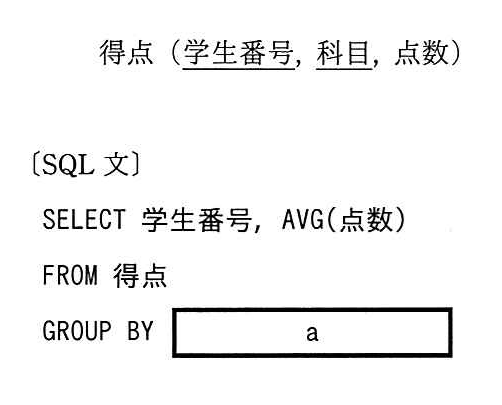 得点（学生番号, 科目, 点数）
〔SQL 文〕
SELECT 学生番号, AVG(点数)
FROM 得点
GROUP BY a